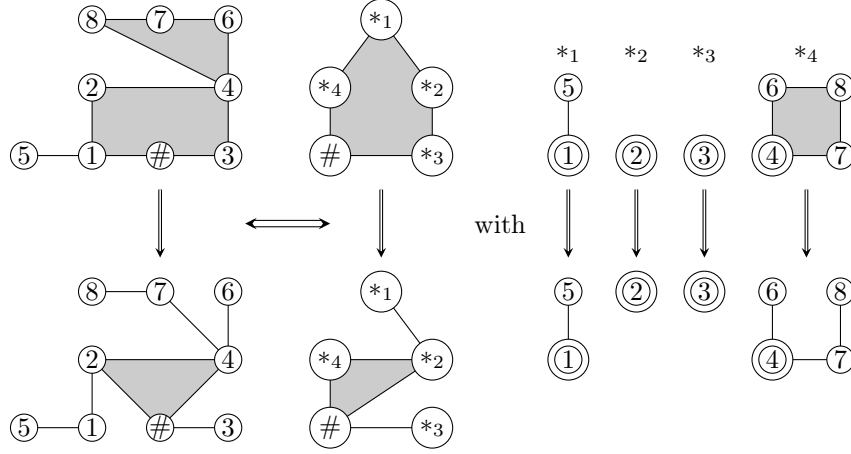 8 7 6 *1 *1 *2 *3 *4
2 4 *4 *2 5 6 8
5 1 # 3 # *3 1 2 3 4 7
with
8 7 6 *1 5 2 3 6 8
2 4 *4 *2 1 4 7
5 1 # 3 # *3